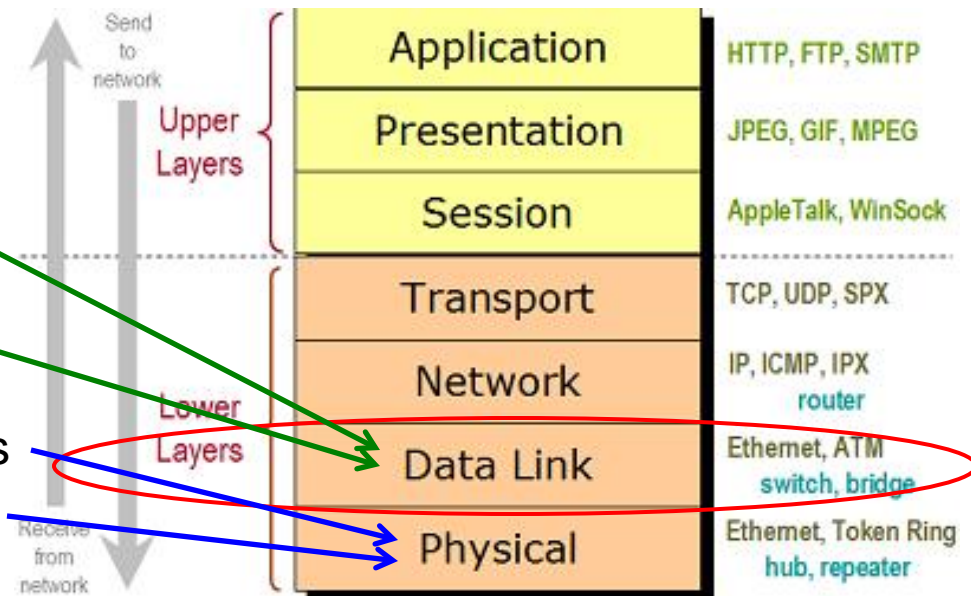 Send
to
network
Upper
Layers
Application
HTTP, FTP, SMTP
Presentation
JPEG, GIF, MPEG
Session
AppleTalk, WinSock
Transport
TCP, UDP, SPX
Network
IP, ICMP, IPX
router
Lower
Layers
s
Data Link
Ethernet, ATM
switch, bridge
Physical
Ethernet, Token Ring
hub, repeater
Receive
from
network